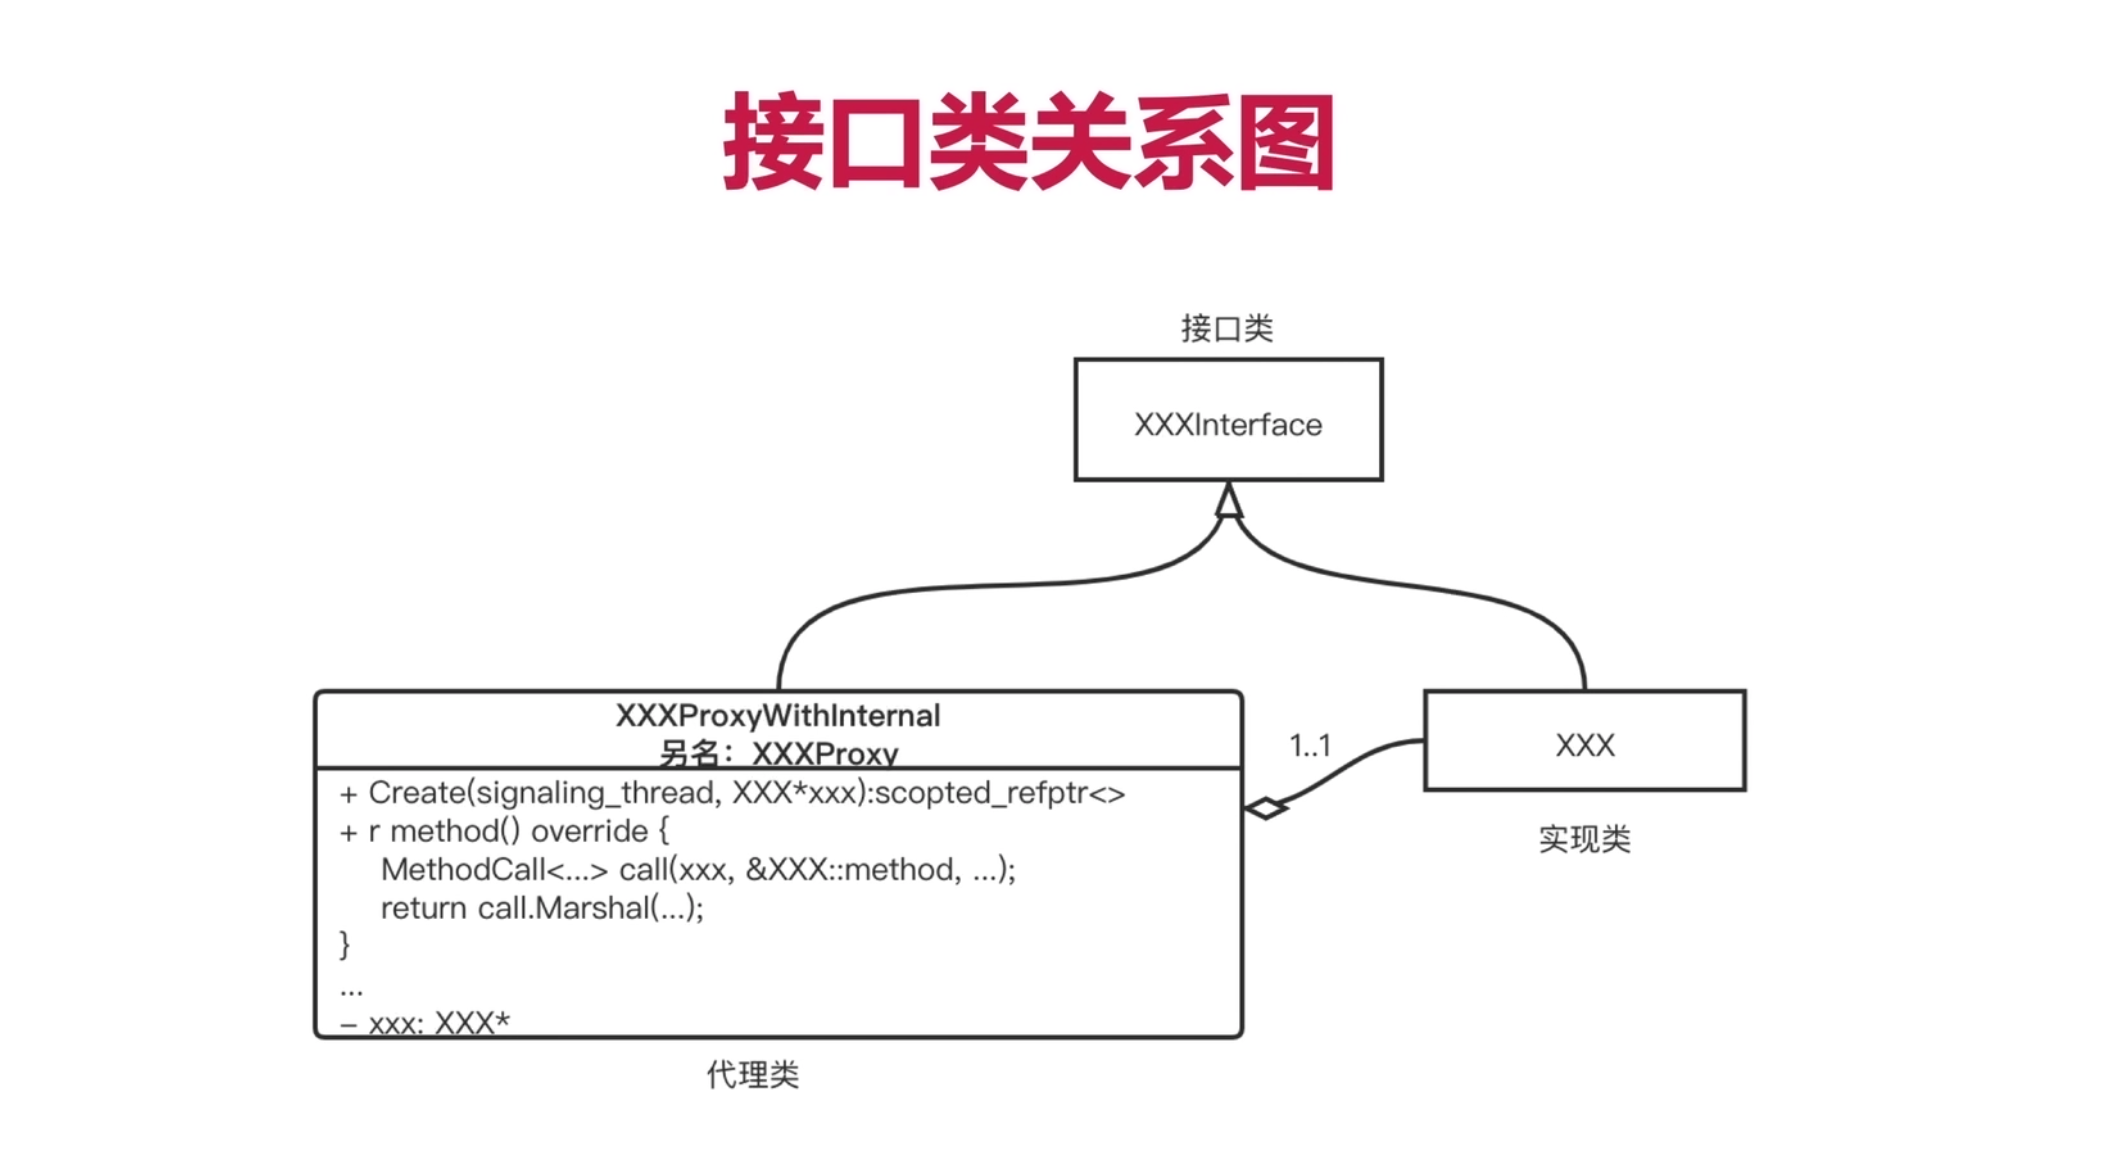 接口类关系图
接口类
XXXInterface
XXXProxyWithInternal
另名：XXXProxy
+ Create(signaling_thread, XXX*xxx):scopted_refptr<>
+ r method() override {
MethodCall<...> call(xxx, &XXX::method, ...);
return call.Marshal(...);
}
...
– xxx: XXX*
代理类
1..1
XXX
实现类